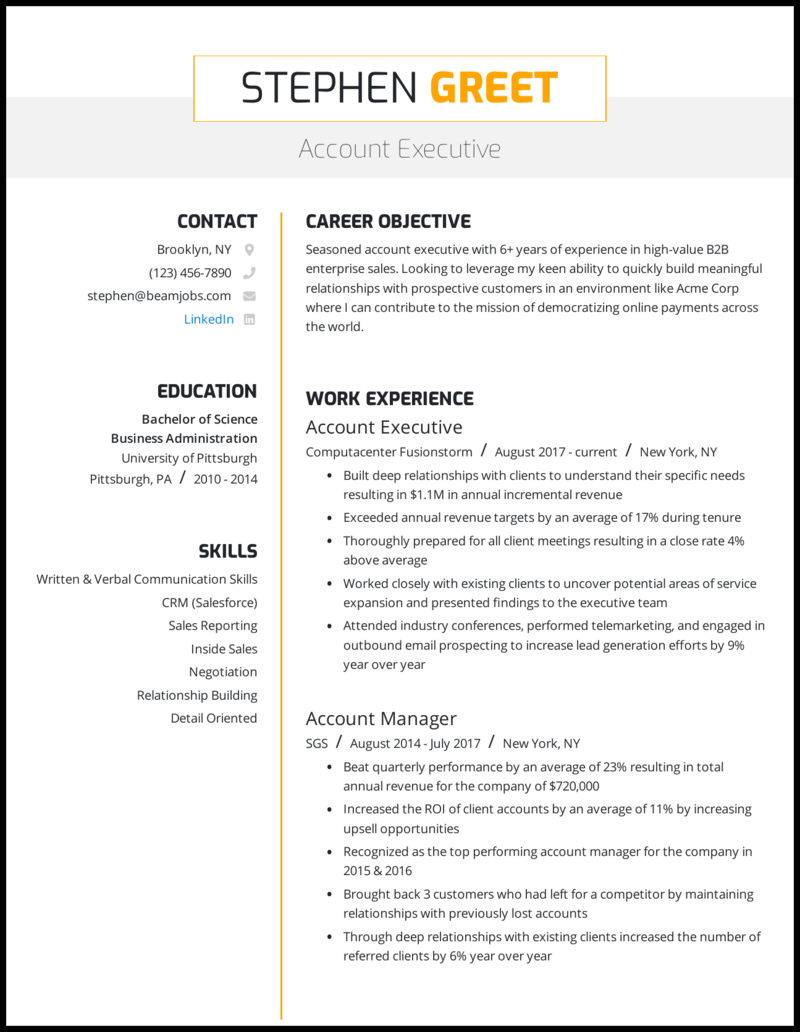 STEPHEN GREET
Account Executive
CONTACT
Brooklyn, NY
(123) 456-7890
stephen@beamjobs.com
LinkedIn
EDUCATION
Bachelor of Science
Business Administration
University of Pittsburgh
Pittsburgh, PA / 2010 - 2014
SKILLS
Written & Verbal Communication Skills
CRM (Salesforce)
Sales Reporting
Inside Sales
Negotiation
Relationship Building
Detail Oriented
CAREER OBJECTIVE
Seasoned account executive with 6+ years of experience in high-value B2B
enterprise sales. Looking to leverage my keen ability to quickly build meaningful
relationships with prospective customers in an environment like Acme Corp
where I can contribute to the mission of democratizing online payments across
the world.
WORK EXPERIENCE
Account Executive
Computacenter Fusionstorm / August 2017 - current / New York, NY
• Built deep relationships with clients to understand their specific needs
resulting in $1.1M in annual incremental revenue
• Exceeded annual revenue targets by an average of 17% during tenure
• Thoroughly prepared for all client meetings resulting in a close rate 4%
above average
• Worked closely with existing clients to uncover potential areas of service
expansion and presented findings to the executive team
• Attended industry conferences, performed telemarketing, and engaged in
outbound email prospecting to increase lead generation efforts by 9%
year over year
Account Manager
SGS / August 2014 - July 2017 / New York, NY
• Beat quarterly performance by an average of 23% resulting in total
annual revenue for the company of $720,000
• Increased the ROI of client accounts by an average of 11% by increasing
upsell opportunities
• Recognized as the top performing account manager for the company in
2015 & 2016
• Brought back 3 customers who had left for a competitor by maintaining
relationships with previously lost accounts
• Through deep relationships with existing clients increased the number of
referred clients by 6% year over year